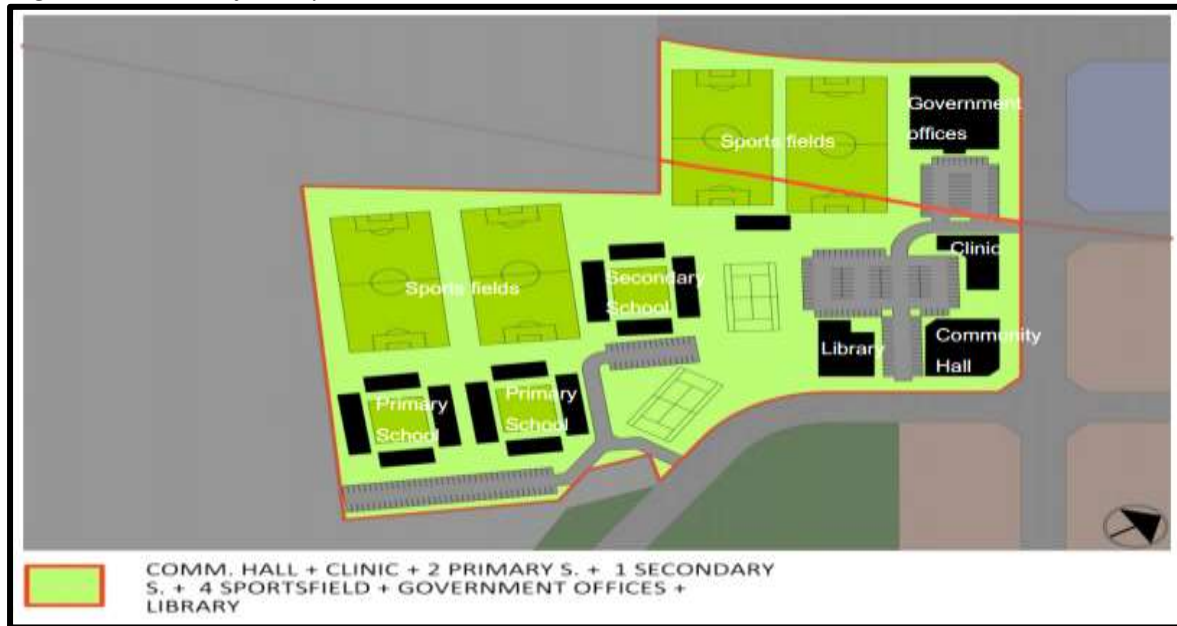 Government
offices
Sports fields
Clinic
Secondary
School
Sports fields
Library
Community
Hall
Primary
School
Primary
School
COMM. HALL + CLINIC + 2 PRIMARY S. + 1 SECONDARY
S. + 4 SPORTSFIELD + GOVERNMENT OFFICES +
LIBRARY